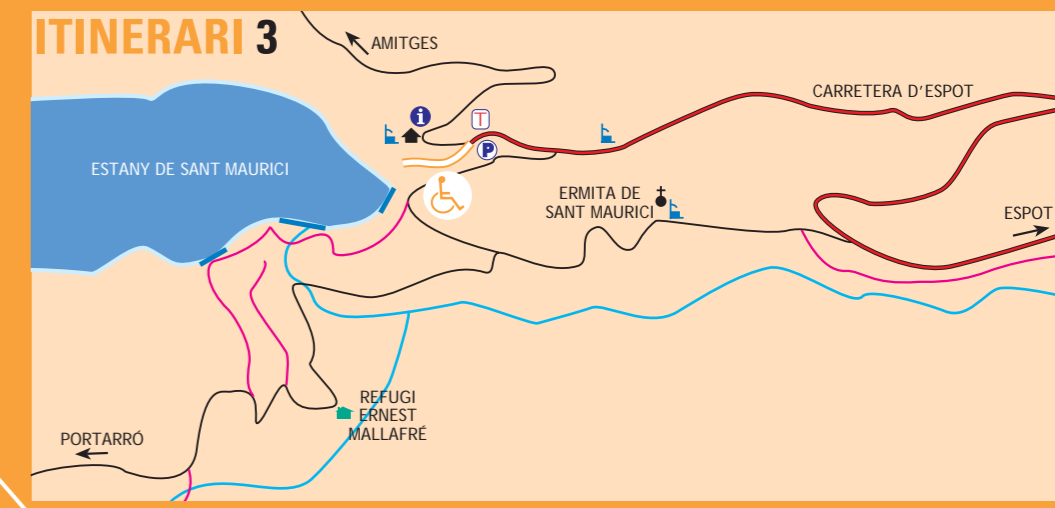 ITINERARI 3
AMITGES
CARRETERA D'ESPOT
i
T
P
ESTANY DE SANT MAURICI
ERMITA DE
SANT MAURICI
ESPOT
REFUGI
ERNEST
MALLAFRÉ
PORTARRÓ